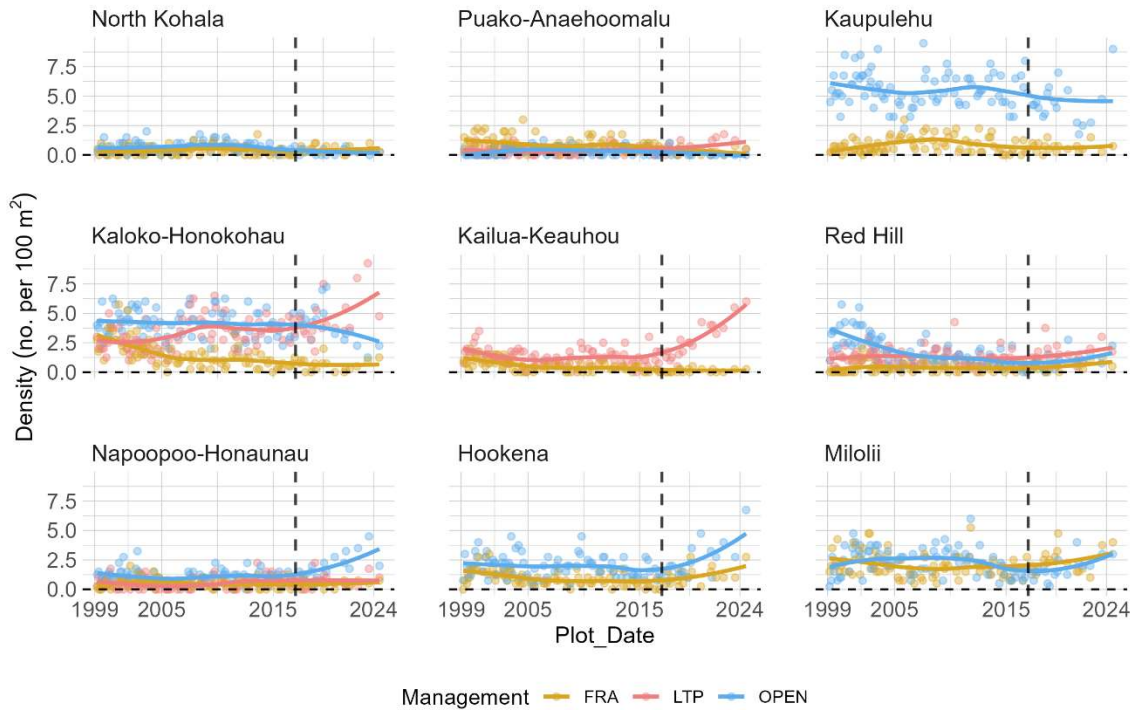 North Kohala
Puako-Anaehoomalu
Kaupulehu
7.5
5.0
2.5
0.0
Kaloko-Honokohau
Kailua-Keauhou
Red Hill
7.5
5.0
2.5
0.0
Density (no. per 100 m²)
Napoopoo-Honaunau
Hookena
Milolii
7.5
5.0
2.5
0.0
1999 2005 2015 2024
1999 2005 2015 2024
1999 2005 2015 2024
Plot_Date
Management FRA LTP OPEN